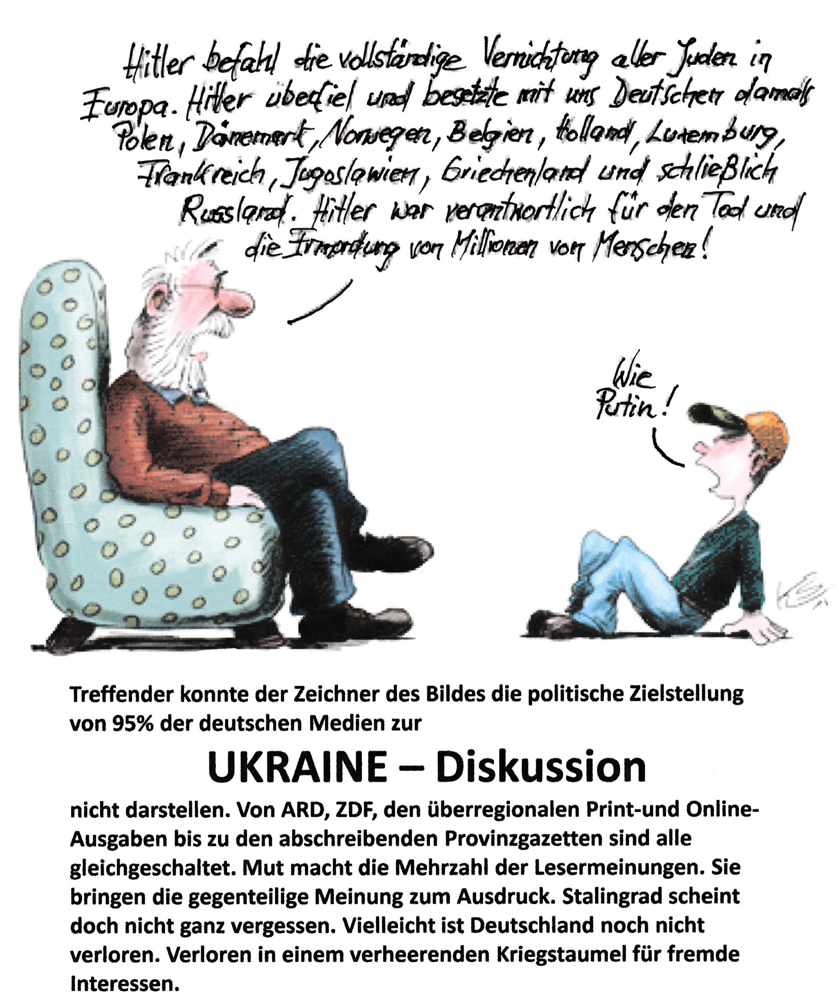 Hitler befahl die vollständige Vernichtung aller Juden in
Europa. Hitler überfiel und besetzte mit uns Deutschen damals
Polen, Dänemark, Norwegen, Belgien, Holland, Luxemburg,
Frankreich, Jugoslawien, Griechenland und schließlich
Russland. Hitler war verantwortlich für den Tod und
die Ermordung von Millionen von Menschen!
Wie
Putin!
Treffender konnte der Zeichner des Bildes die politische Zielstellung
von 95% der deutschen Medien zur
UKRAINE – Diskussion
nicht darstellen. Von ARD, ZDF, den überregionalen Print-und Online-
Ausgaben bis zu den abschreibenden Provinzgazetten sind alle
gleichgeschaltet. Mut macht die Mehrzahl der Lesermeinungen. Sie
bringen die gegenteilige Meinung zum Ausdruck. Stalingrad scheint
doch nicht ganz vergessen. Vielleicht ist Deutschland noch nicht
verloren. Verloren in einem verheerenden Kriegstaumel für fremde
Interessen.